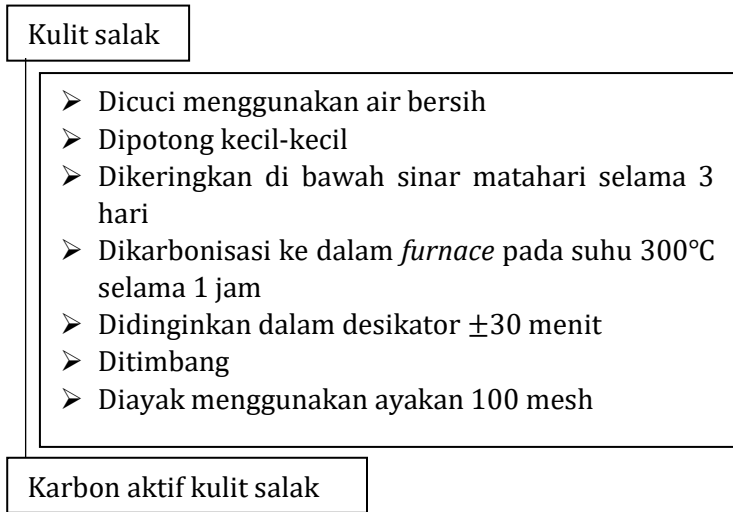 Kulit salak
➢ Dicuci menggunakan air bersih
➢ Dipotong kecil-kecil
➢ Dikeringkan di bawah sinar matahari selama 3
hari
➢ Dikarbonisasi ke dalam furnace pada suhu 300℃
selama 1 jam
➢ Didinginkan dalam desikator ±30 menit
➢ Ditimbang
➢ Diayak menggunakan ayakan 100 mesh
Karbon aktif kulit salak